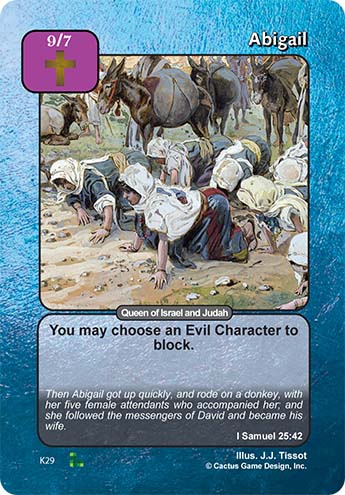 9/7
Abigail
Queen of Israel and Judah
You may choose an Evil Character to
block.
Then Abigail got up quickly, and rode on a donkey, with
her five female attendants who accompanied her; and
she followed the messengers of David and became his
wife.
I Samuel 25:42
K29
Illus. J.J. Tissot
© Cactus Game Design, Inc.